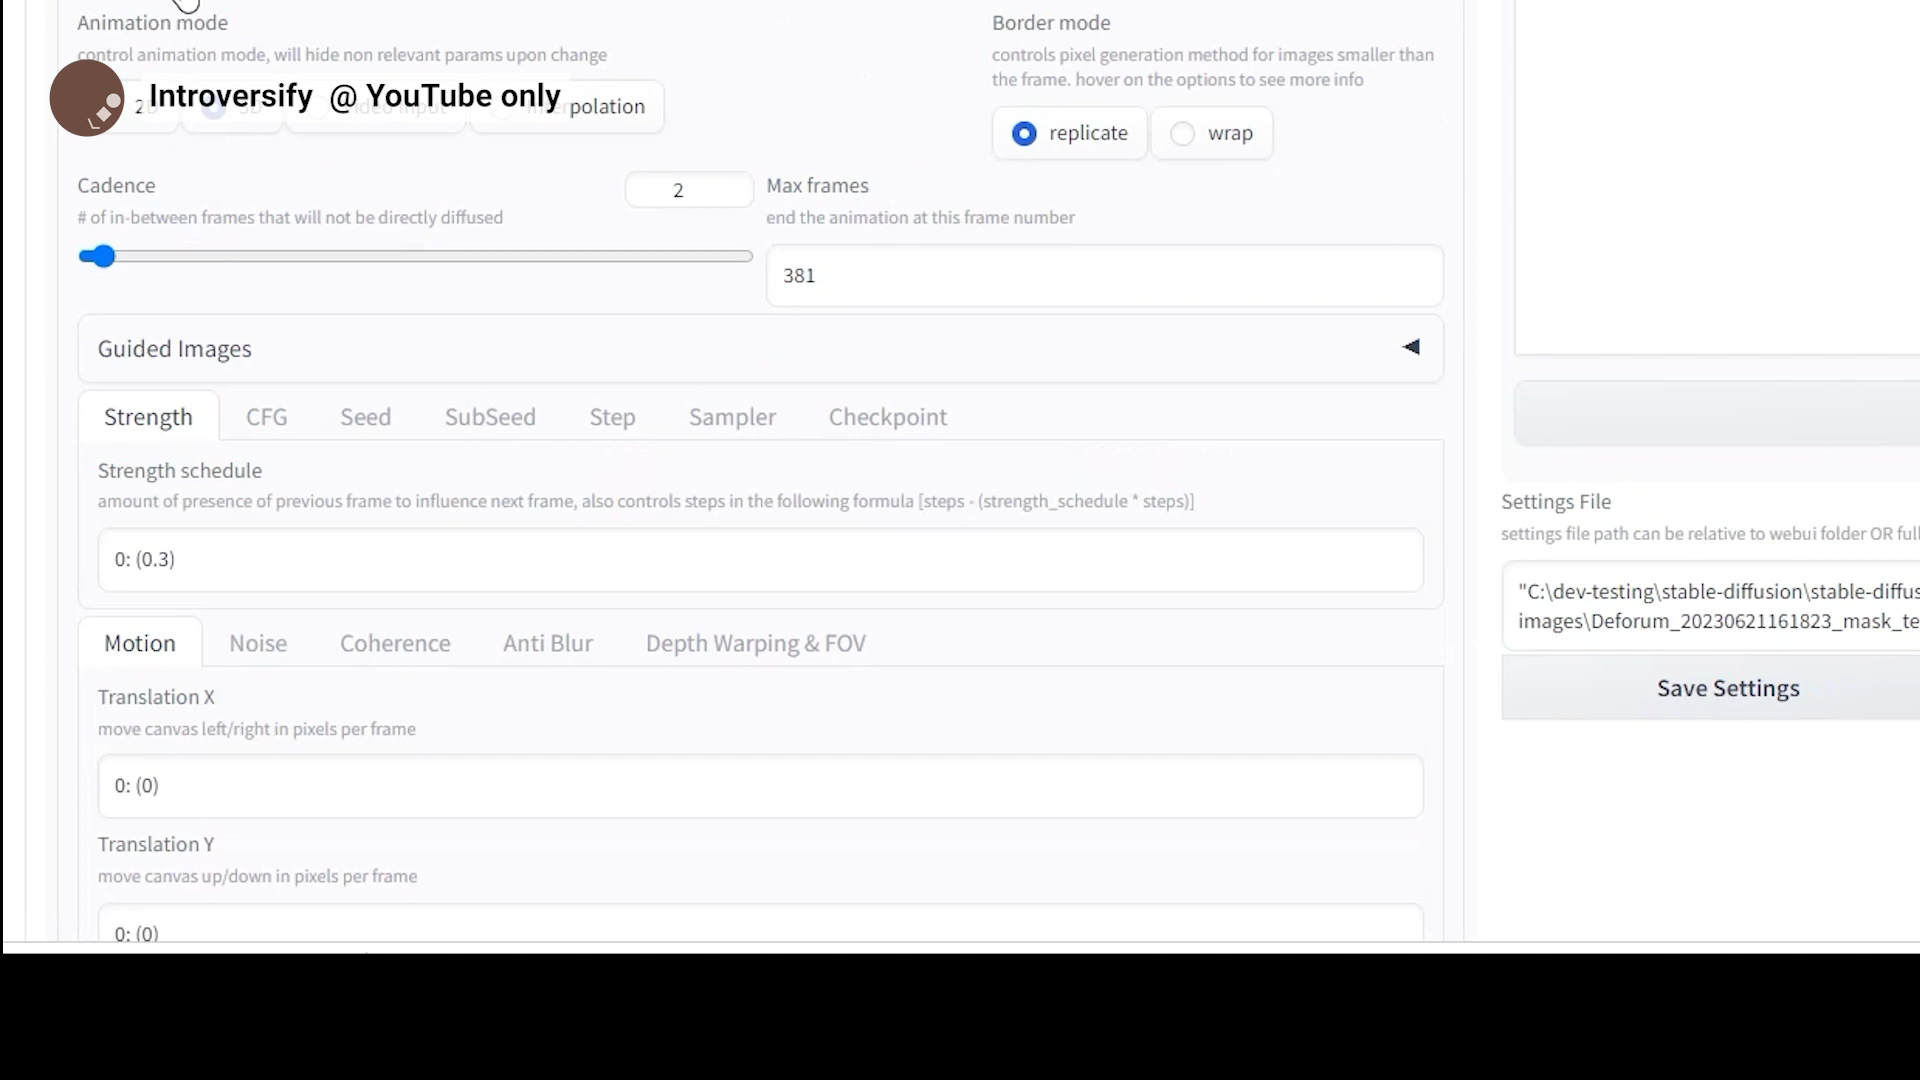 Animation mode
control animation mode, will hide non relevant params upon change
Introversify @ YouTube only
2D 3D Video Input Interpolation
Border mode
controls pixel generation method for images smaller than
the frame. hover on the options to see more info
replicate wrap
Cadence
2
# of in-between frames that will not be directly diffused
Max frames
end the animation at this frame number
381
Guided Images
Strength CFG Seed SubSeed Step Sampler Checkpoint
Strength schedule
amount of presence of previous frame to influence next frame, also controls steps in the following formula [steps - (strength_schedule * steps)]
0: (0.3)
Motion Noise Coherence Anti Blur Depth Warping & FOV
Translation X
move canvas left/right in pixels per frame
0: (0)
Translation Y
move canvas up/down in pixels per frame
0: (0)
Settings File
settings file path can be relative to webui folder OR full
"C:\dev-testing\stable-diffusion\stable-diffus
images\Deforum_20230621161823_mask_te
Save Settings